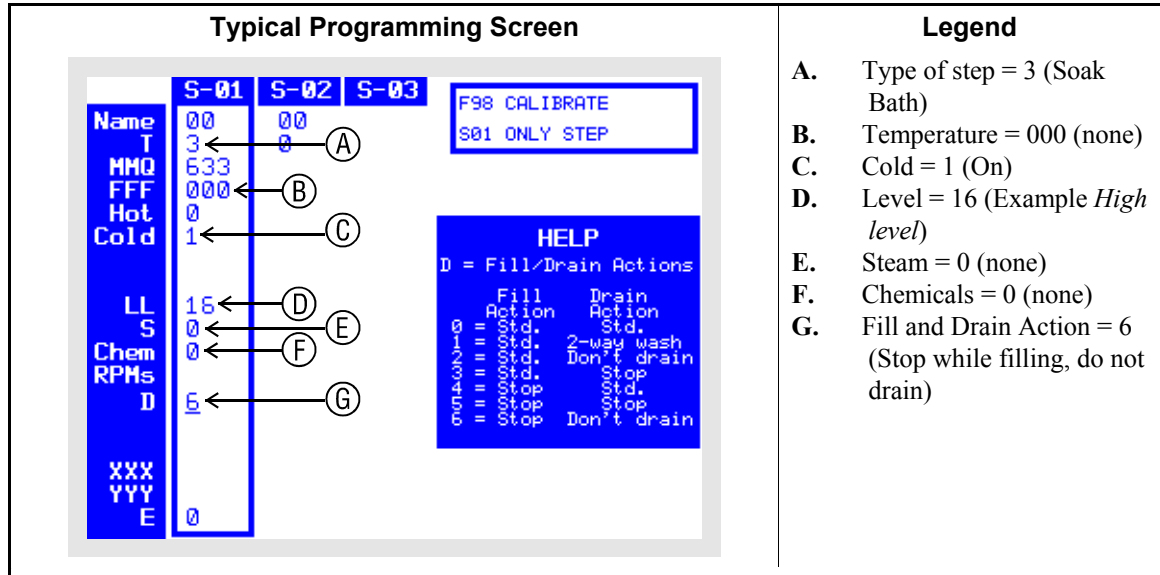 Typical Programming Screen
S-01 S-02 S-03
Name 00 00
T 3 0 A
MMQ 633
FFF 000 B
Hot 0
Cold 1 C
LL 16 D
S 0 E
Chem 0 F
RPMs
D 6 G
XXX
YYY
E 0
F98 CALIBRATE
S01 ONLY STEP
HELP
D = Fill/Drain Actions
Fill Drain
Action Action
0 = Std. Std.
1 = Std. 2-way wash
2 = Std. Don't drain
3 = Std. Stop
4 = Stop Std.
5 = Stop Stop
6 = Stop Don't drain
Legend
A. Type of step = 3 (Soak
Bath)
B. Temperature = 000 (none)
C. Cold = 1 (On)
D. Level = 16 (Example High
level)
E. Steam = 0 (none)
F. Chemicals = 0 (none)
G. Fill and Drain Action = 6
(Stop while filling, do not
drain)